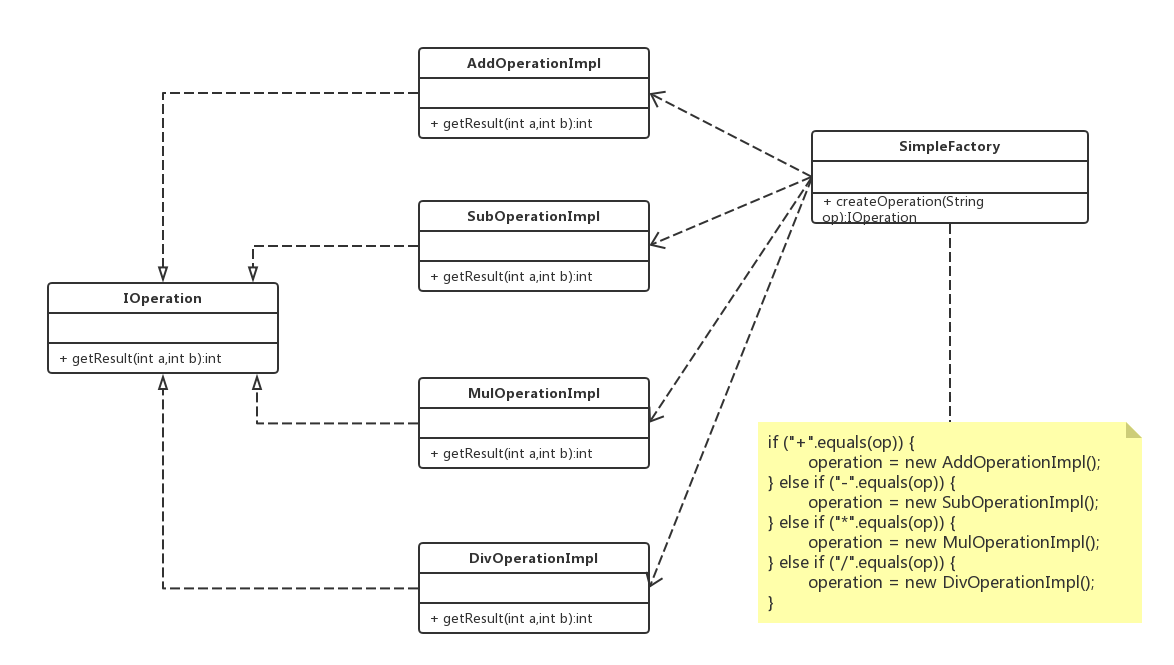 AddOperationImpl
+ getResult(int a,int b):int
SimpleFactory
+ createOperation(String
op):IOperation
SubOperationImpl
+ getResult(int a,int b):int
IOperation
+ getResult(int a,int b):int
MulOperationImpl
+ getResult(int a,int b):int
DivOperationImpl
+ getResult(int a,int b):int
if ("+".equals(op)) {
operation = new AddOperationImpl();
} else if ("-".equals(op)) {
operation = new SubOperationImpl();
} else if ("*".equals(op)) {
operation = new MulOperationImpl();
} else if ("/".equals(op)) {
operation = new DivOperationImpl();
}